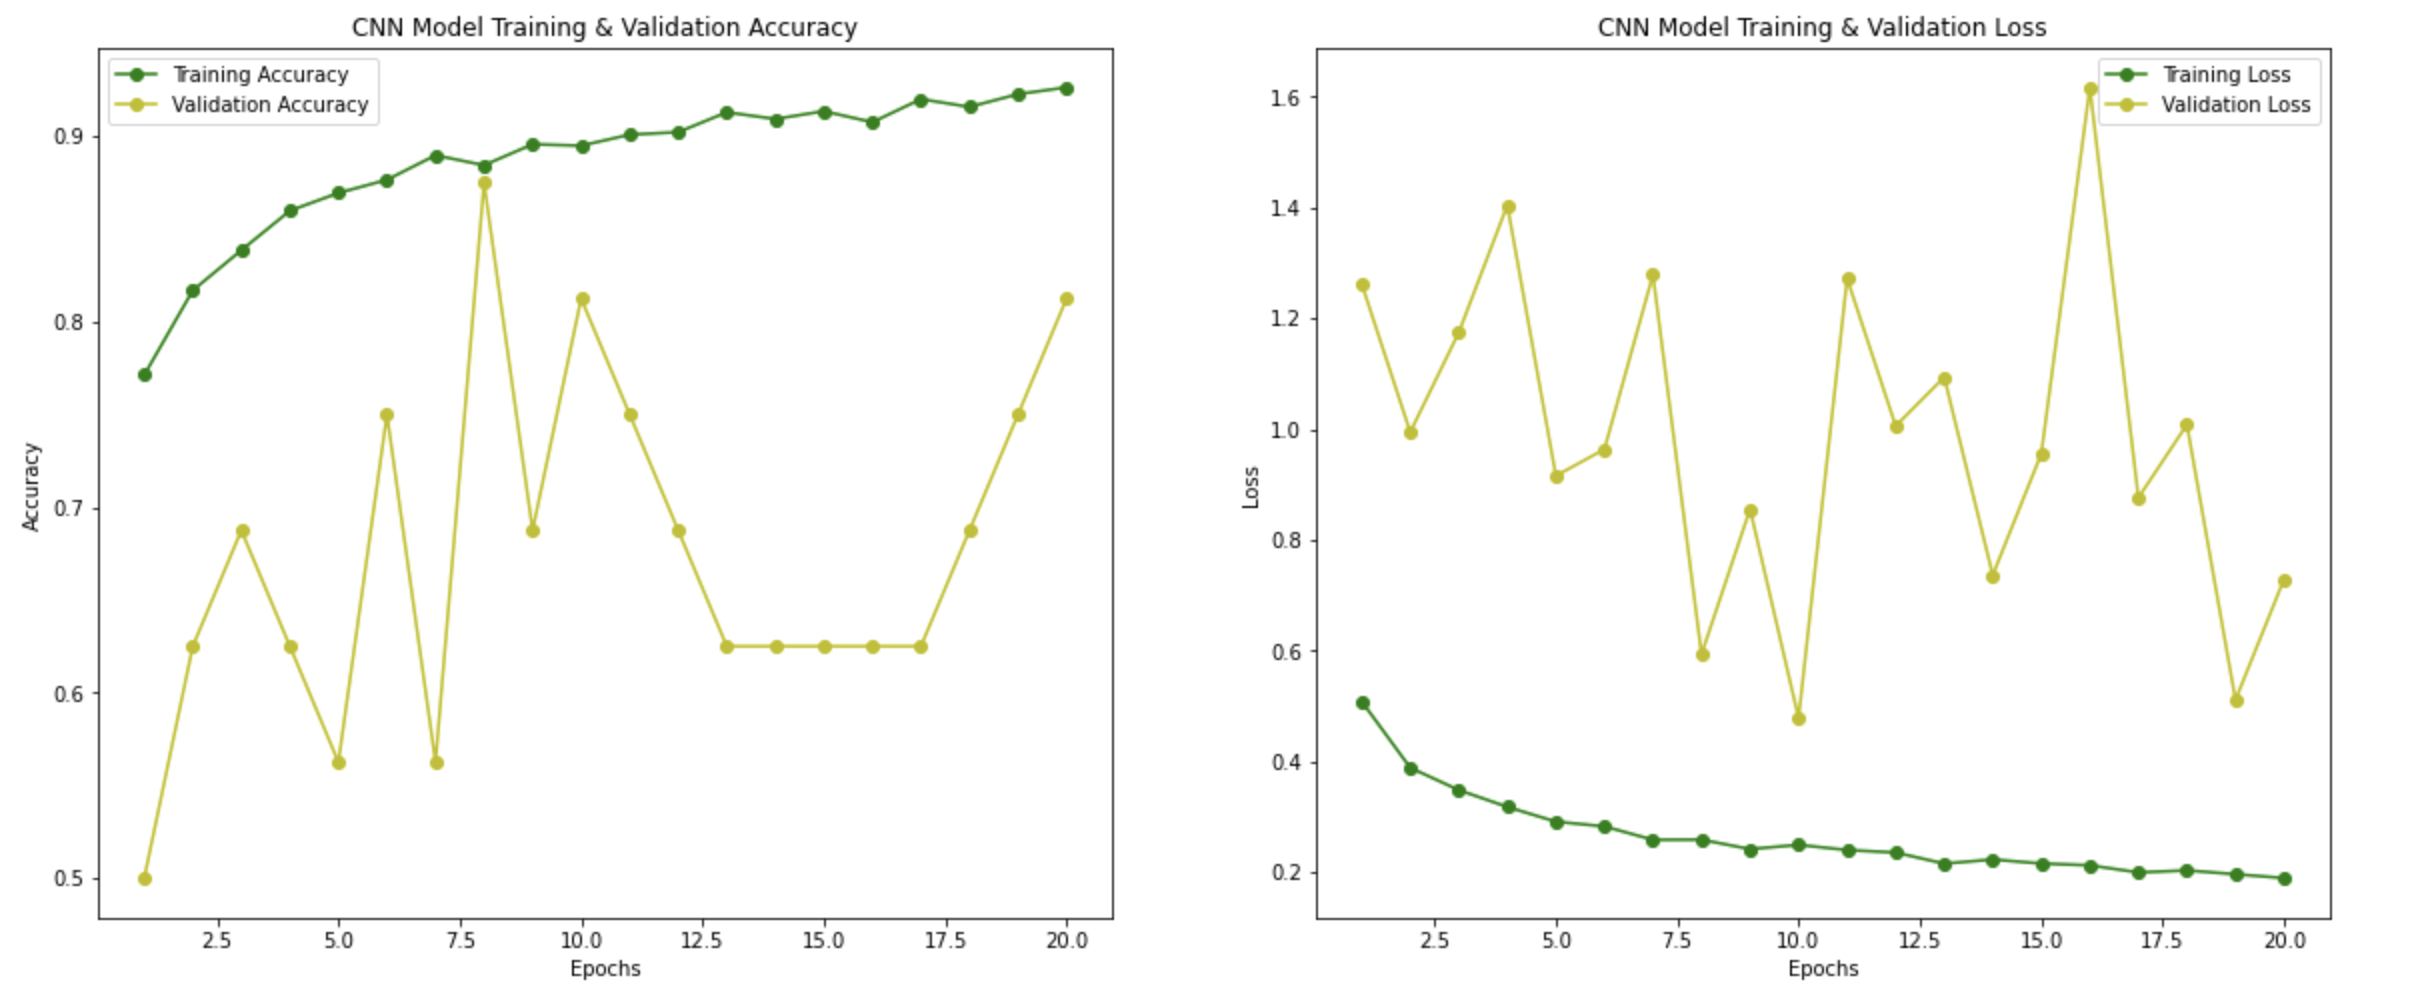 CNN Model Training & Validation Accuracy
Training Accuracy
Validation Accuracy
0.9
0.8
0.7
0.6
0.5
Accuracy
2.5 5.0 7.5 10.0 12.5 15.0 17.5 20.0
Epochs
CNN Model Training & Validation Loss
Training Loss
Validation Loss
1.6
1.4
1.2
1.0
0.8
0.6
0.4
0.2
Loss
2.5 5.0 7.5 10.0 12.5 15.0 17.5 20.0
Epochs